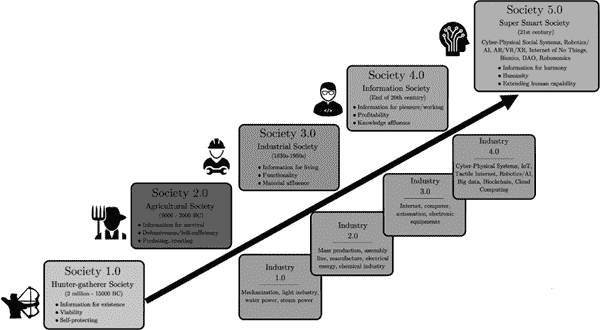 Society 5.0
Super Smart Society
(21st century)
Cyber-Physical Social Systems, Robotics/
AI, AR/VR/XR, Internet of No Things,
Bionics, DAO, Robonomics
• Information for harmony
• Humanity
• Extending human capability
Society 4.0
Information Society
(End of 20th century)
• Information for pleasure/working
• Profitability
• Knowledge affluence
Society 3.0
Industrial Society
(1830s-1950s)
• Information for living
• Functionality
• Material affluence
Society 2.0
Agricultural Society
• Information for survival
• Defensiveness/Self-sufficiency
Society 1.0
Hunter-gatherer Society
(2 million - 15000 BC)
• Information for existence
• Viability
• Self-protecting
Industry
4.0
Cyber-Physical Systems, IoT,
Tactile Internet, Robotics/AI,
Big data, Blockchain, Cloud
Computing
Industry
3.0
Internet, computer,
automation, electronic
equipments
Industry
2.0
Mass production, assembly
line, manufacture, electrical
energy, chemical industry
Industry
1.0
Mechanization, light industry,
water power, steam power